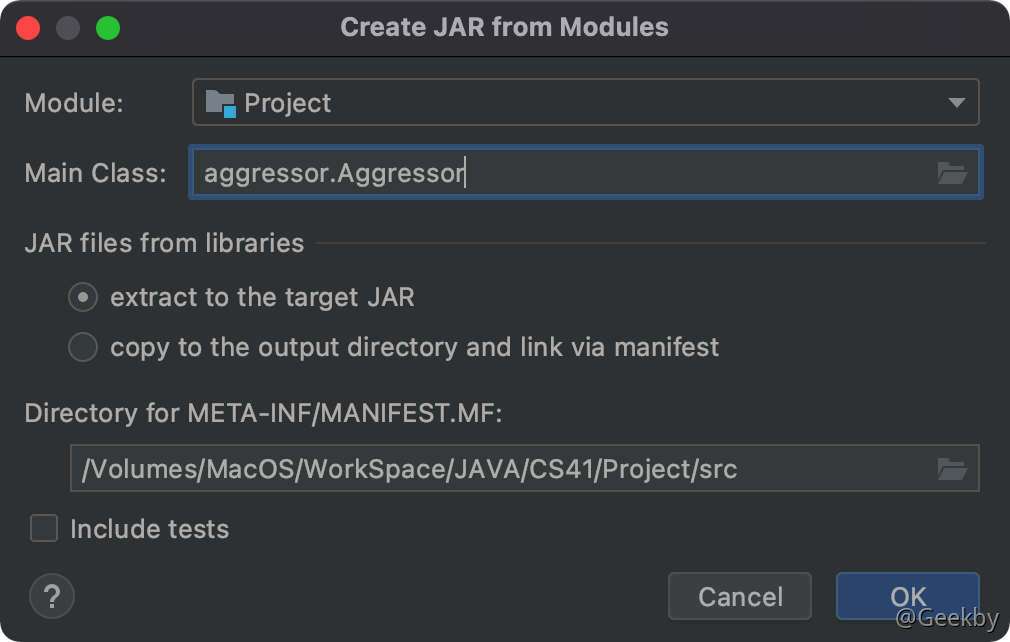 Create JAR from Modules
Module: Project
Main Class: aggressor.Aggressor
JAR files from libraries
extract to the target JAR
copy to the output directory and link via manifest
Directory for META-INF/MANIFEST.MF:
/Volumes/MacOS/WorkSpace/JAVA/CS41/Project/src
Include tests
? Cancel OK
@Geekby